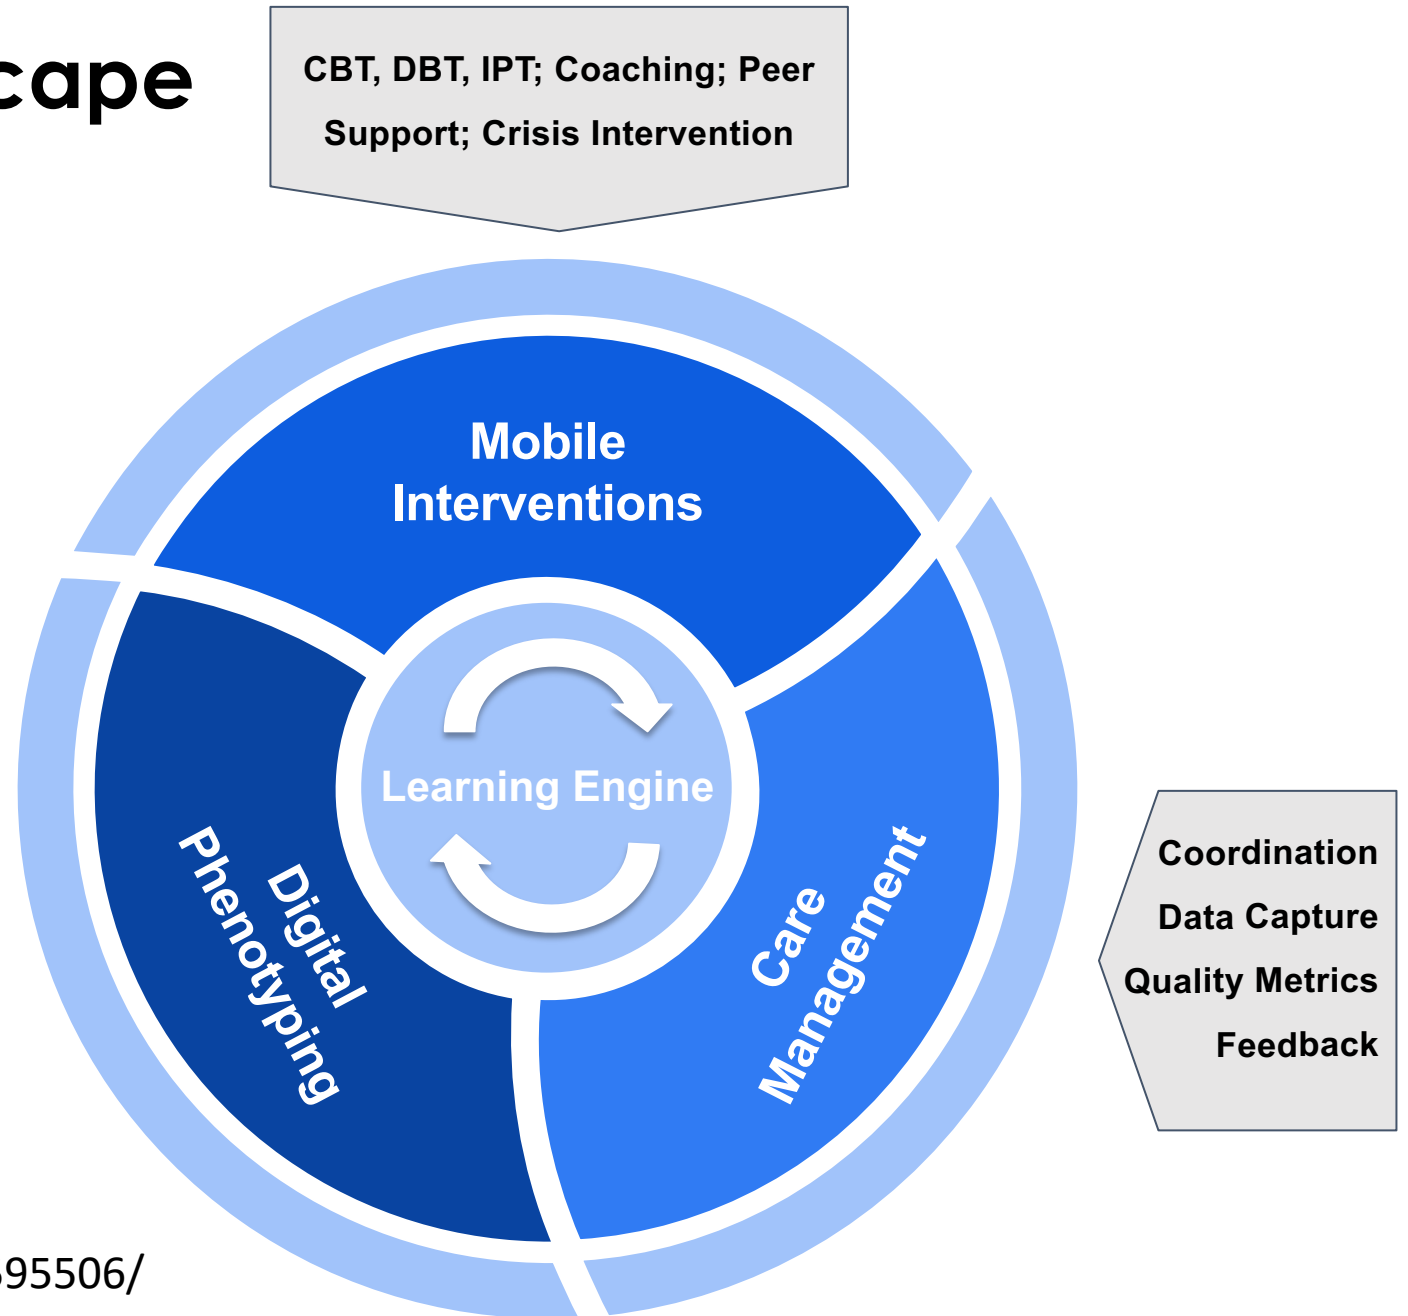 cape
CBT, DBT, IPT; Coaching; Peer
Support; Crisis Intervention
Mobile
Interventions
Learning Engine
Digital
Phenotyping
Care
Management
Coordination
Data Capture
Quality Metrics
Feedback
95506/